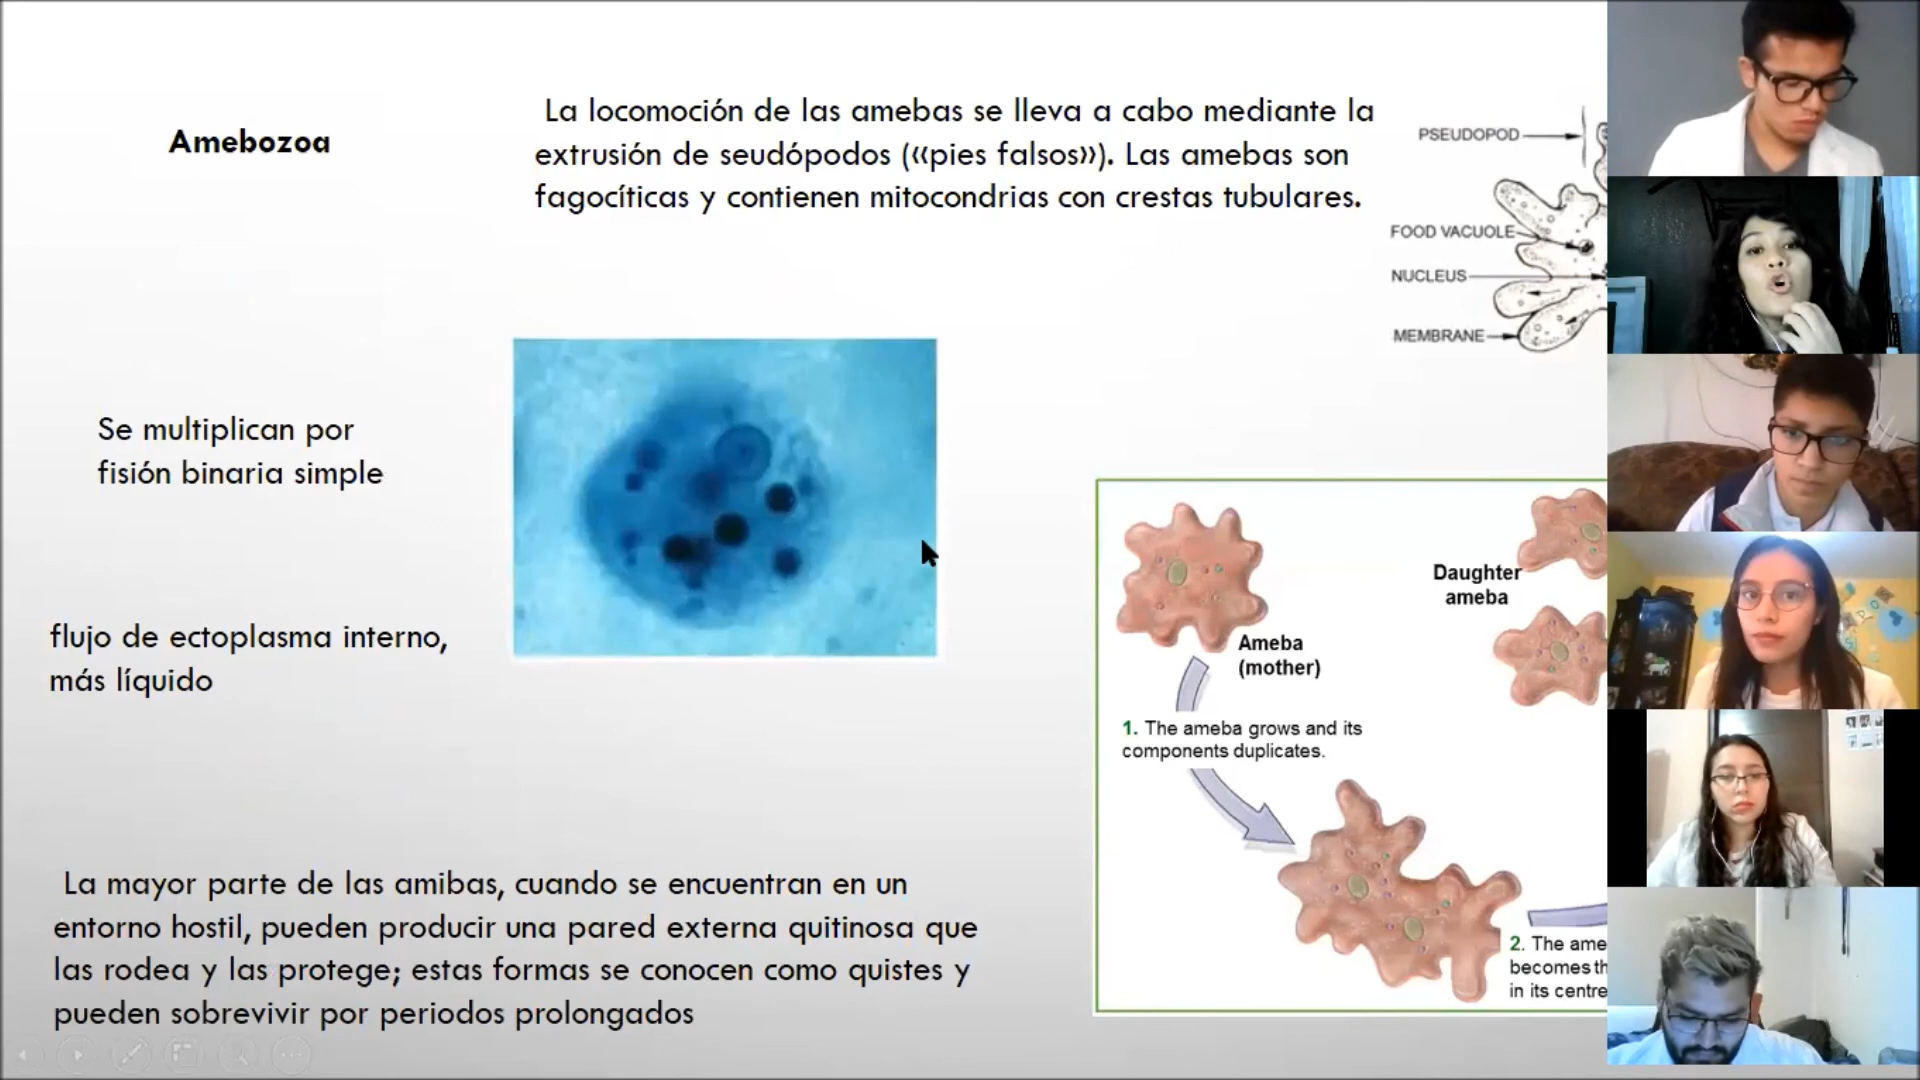 Amebozoa
La locomoción de las amebas se lleva a cabo mediante la
extrusión de seudópodos («pies falsos»). Las amebas son
fagocíticas y contienen mitocondrias con crestas tubulares.
PSEUDOPOD
FOOD VACUOLE
NUCLEUS
MEMBRANE
Se multiplican por
fisión binaria simple
flujo de ectoplasma interno,
más líquido
La mayor parte de las amibas, cuando se encuentran en un
entorno hostil, pueden producir una pared externa quitinosa que
las rodea y las protege; estas formas se conocen como quistes y
pueden sobrevivir por periodos prolongados
Daughter
ameba
Ameba
(mother)
1. The ameba grows and its
components duplicates.
2. The ame
becomes th
in its centre